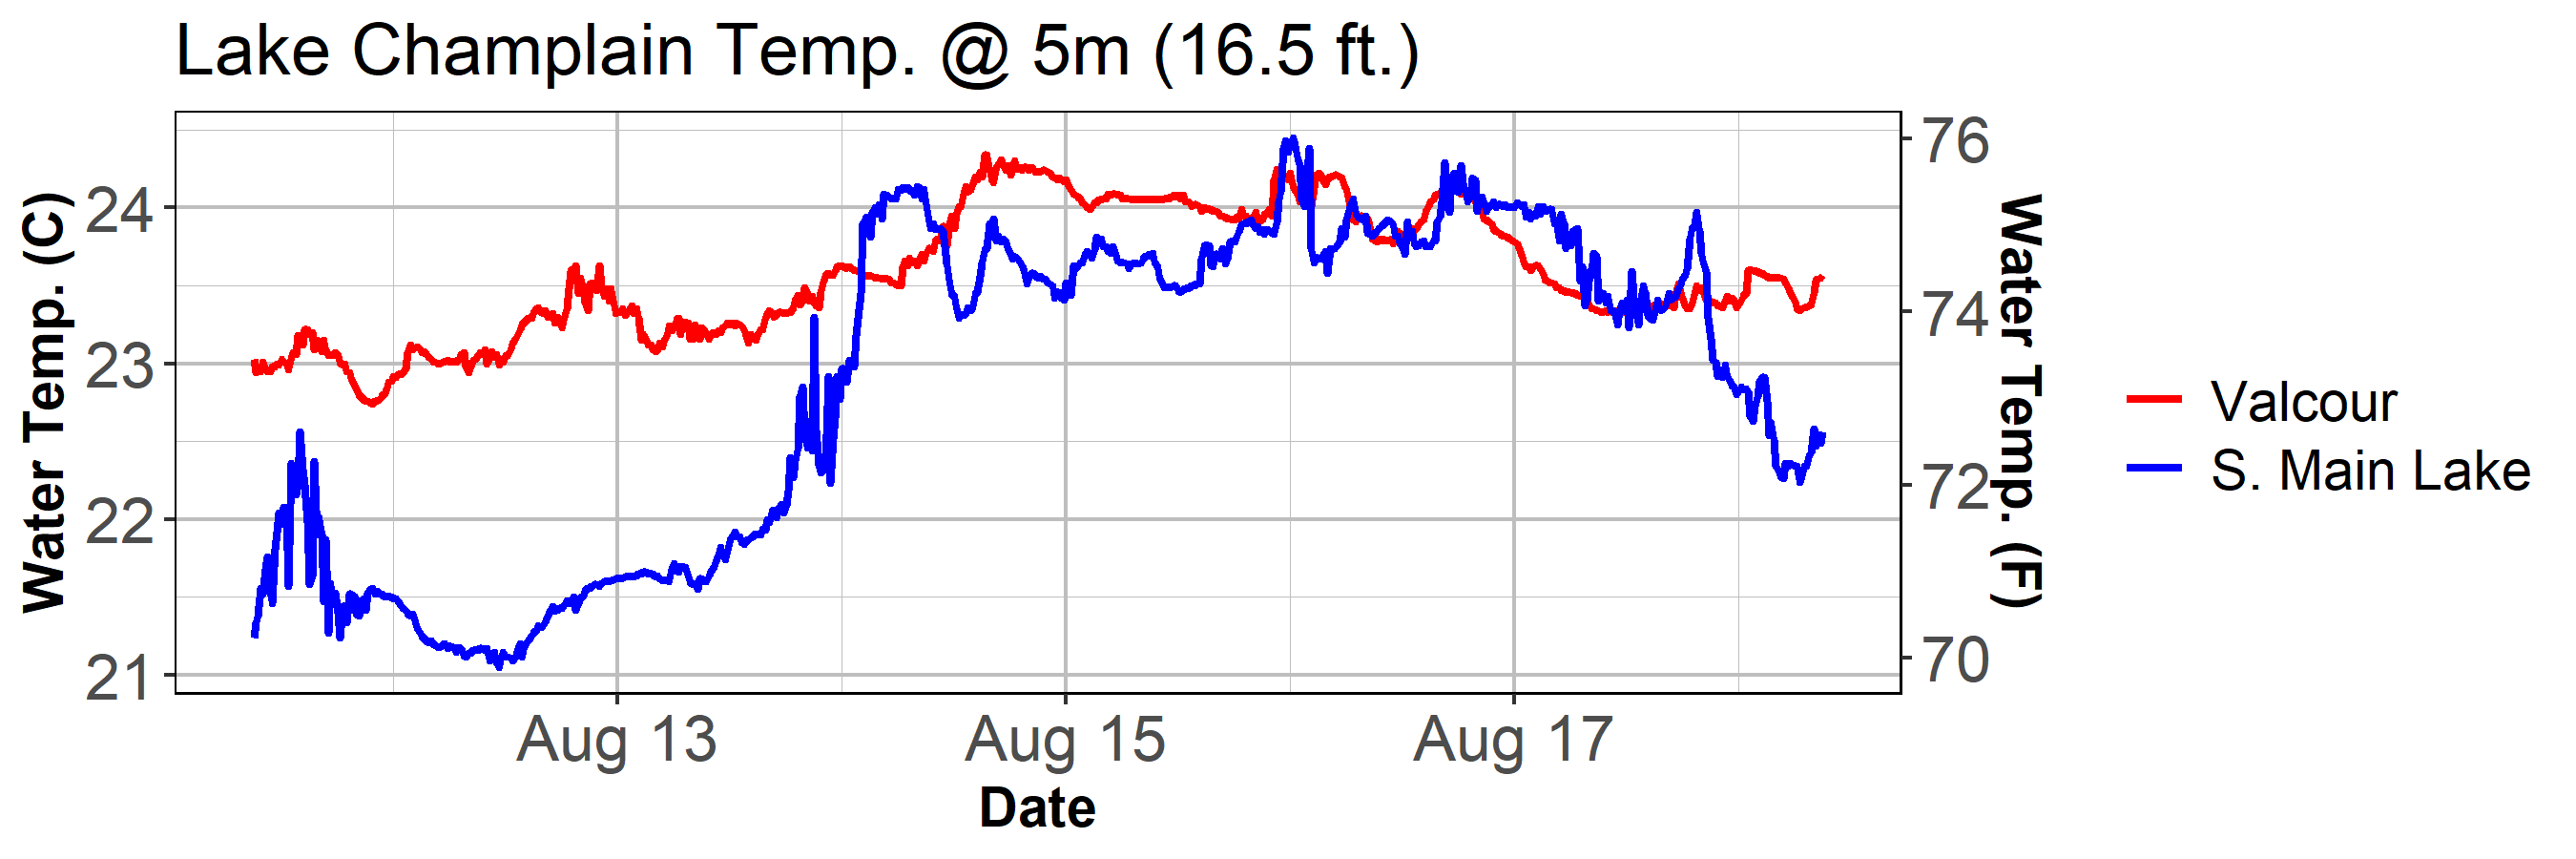 Lake Champlain Temp. @ 5m (16.5 ft.)
Water Temp. (C)
24
23
22
21
76
74
72
70
Water Temp. (F)
Aug 13
Aug 15
Aug 17
Date
Valcour
S. Main Lake